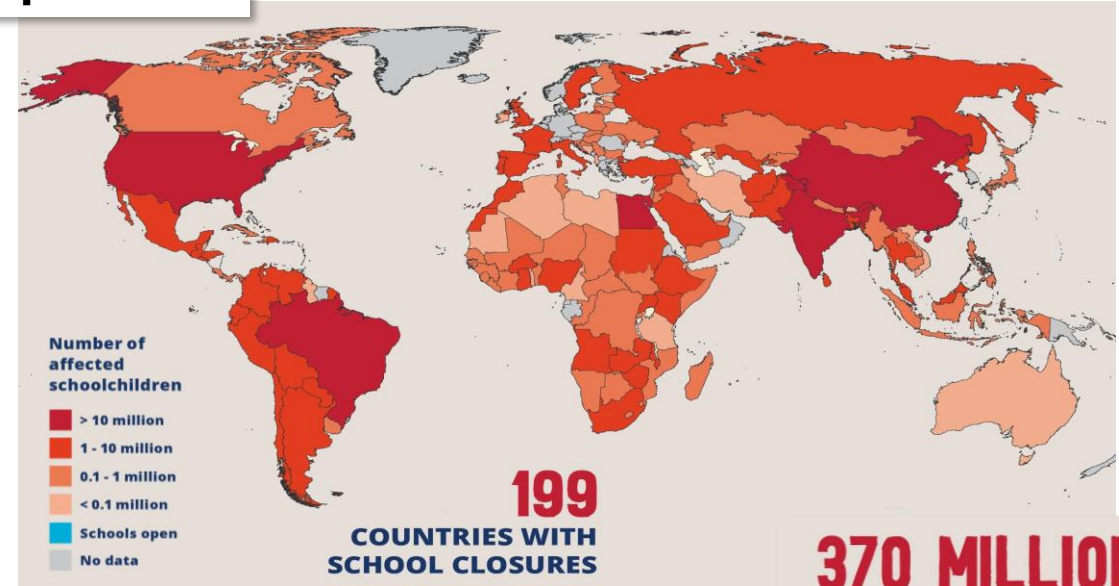 Number of
affected
schoolchildren
> 10 million
1 - 10 million
0.1 - 1 million
< 0.1 million
Schools open
No data
199
COUNTRIES WITH
SCHOOL CLOSURES
370 MILLION